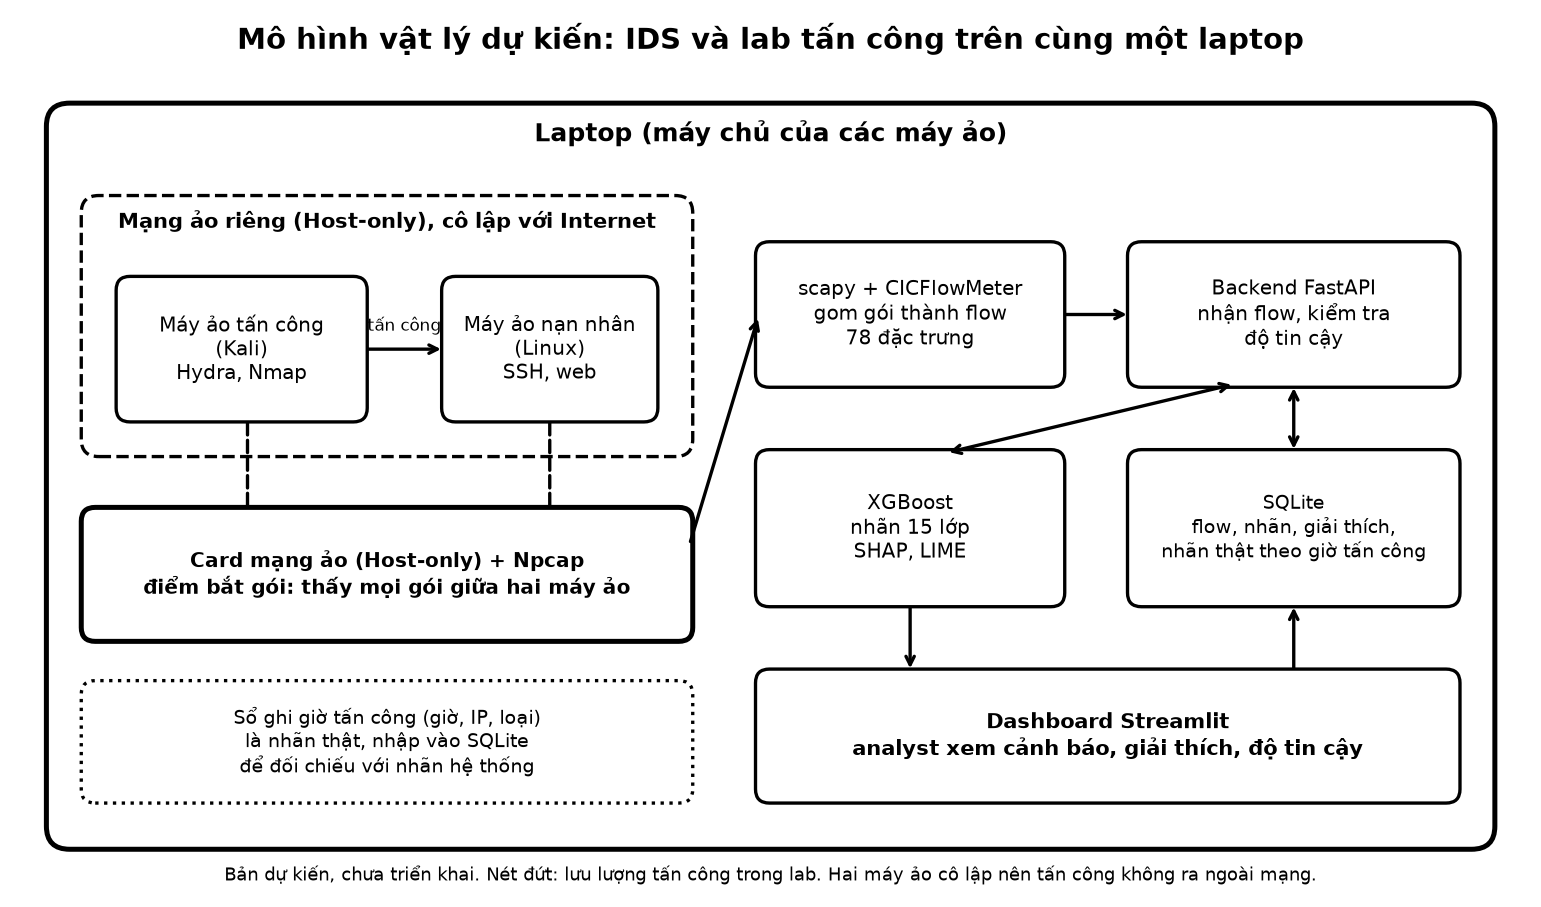 Mô hình vật lý dự kiến: IDS và lab tấn công trên cùng một laptop
Laptop (máy chủ của các máy ảo)
Mạng ảo riêng (Host-only), cô lập với Internet
Máy ảo tấn công
(Kali)
Hydra, Nmap
tấn công
Máy ảo nạn nhân
(Linux)
SSH, web
scapy + CICFlowMeter
gom gói thành flow
78 đặc trưng
Backend FastAPI
nhận flow, kiểm tra
độ tin cậy
Card mạng ảo (Host-only) + Npcap
điểm bắt gói: thấy mọi gói giữa hai máy ảo
XGBoost
nhãn 15 lớp
SHAP, LIME
SQLite
flow, nhãn, giải thích,
nhãn thật theo giờ tấn công
Sổ ghi giờ tấn công (giờ, IP, loại)
là nhãn thật, nhập vào SQLite
để đối chiếu với nhãn hệ thống
Dashboard Streamlit
analyst xem cảnh báo, giải thích, độ tin cậy
Bản dự kiến, chưa triển khai. Nét đứt: lưu lượng tấn công trong lab. Hai máy ảo cô lập nên tấn công không ra ngoài mạng.